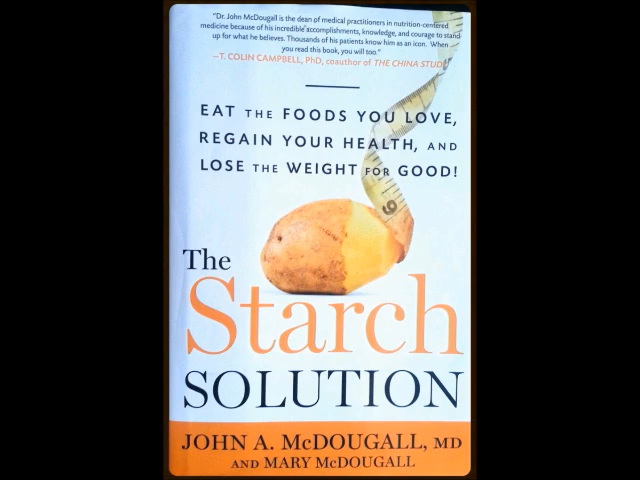 "Dr. John McDougall is the dean of medical practitioners in nutrition-centered
medicine because of his incredible accomplishments, knowledge, and courage to stand
up for what he believes. Thousands of his patients know him as an icon. When
you read this book, you will too."
—T. COLIN CAMPBELL, PhD, coauthor of THE CHINA STUDY
EAT THE FOODS YOU LOVE,
REGAIN YOUR HEALTH, AND
LOSE THE WEIGHT FOR GOOD!
9
The
Starch
SOLUTION
JOHN A. McDOUGALL, MD
AND MARY McDOUGALL